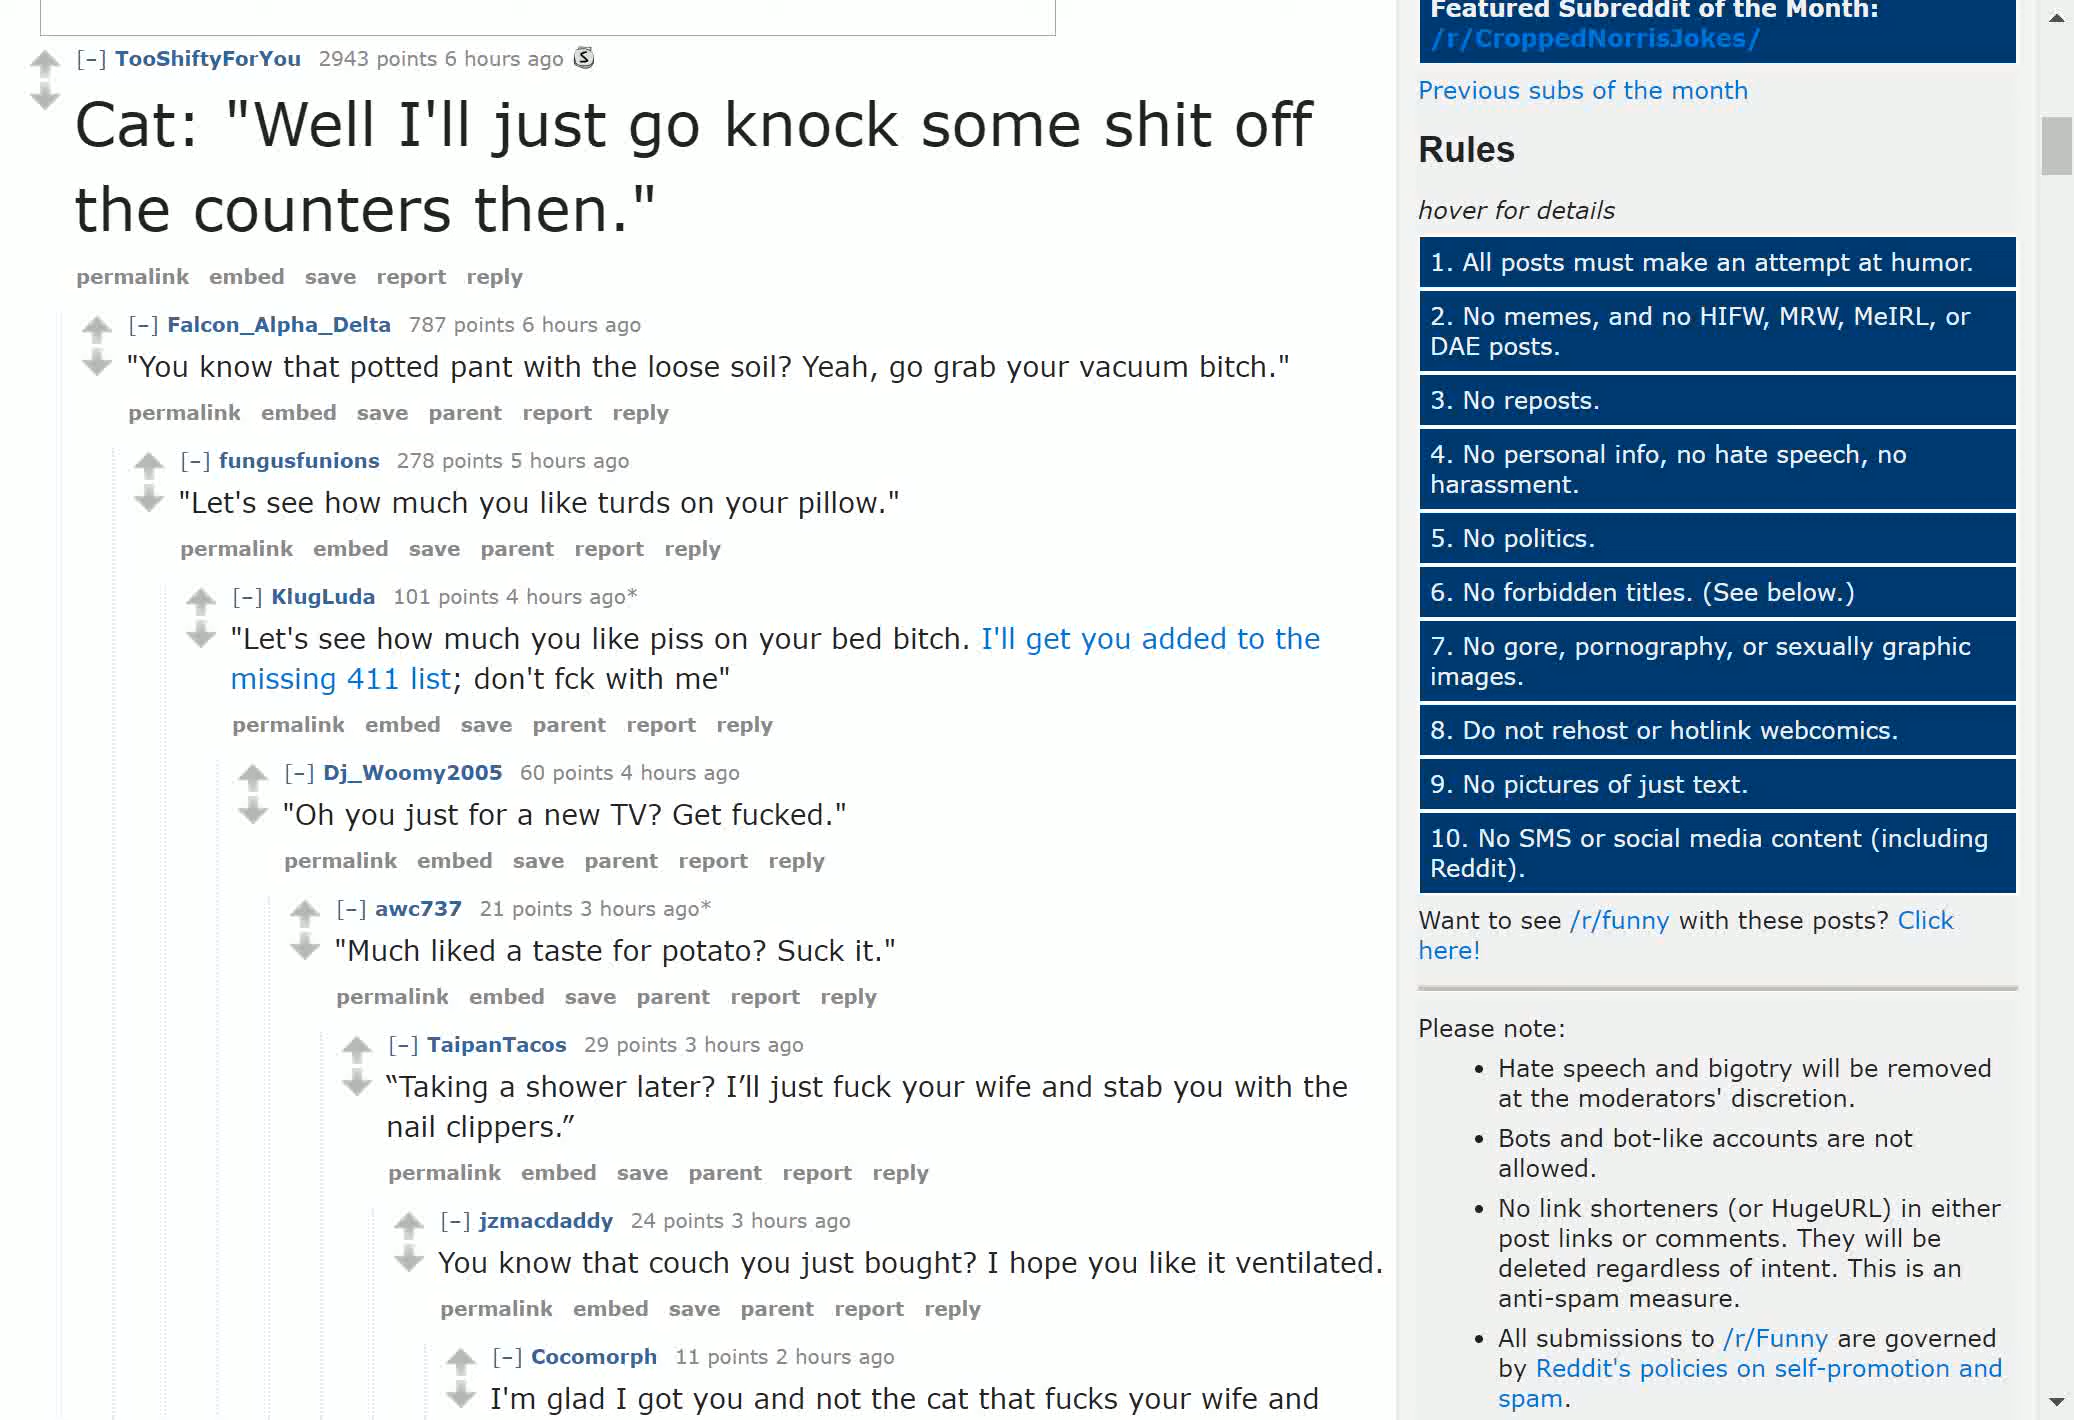 [–] TooShiftyForYou 2943 points 6 hours ago
Cat: "Well I'll just go knock some shit off
the counters then."
permalink embed save report reply
[–] Falcon_Alpha_Delta 787 points 6 hours ago
"You know that potted pant with the loose soil? Yeah, go grab your vacuum bitch."
permalink embed save parent report reply
[–] fungusfunions 278 points 5 hours ago
"Let's see how much you like turds on your pillow."
permalink embed save parent report reply
[–] KlugLuda 101 points 4 hours ago*
"Let's see how much you like piss on your bed bitch. I'll get you added to the
missing 411 list; don't fck with me"
permalink embed save parent report reply
[–] Dj_Woomy2005 60 points 4 hours ago
"Oh you just for a new TV? Get fucked."
permalink embed save parent report reply
[–] awc737 21 points 3 hours ago*
"Much liked a taste for potato? Suck it."
permalink embed save parent report reply
[–] TaipanTacos 29 points 3 hours ago
“Taking a shower later? I’ll just fuck your wife and stab you with the
nail clippers.”
permalink embed save parent report reply
[–] jzmacdaddy 24 points 3 hours ago
You know that couch you just bought? I hope you like it ventilated.
permalink embed save parent report reply
[–] Cocomorph 11 points 2 hours ago
I'm glad I got you and not the cat that fucks your wife and
Featured Subreddit of the Month:
/r/CroppedNorrisJokes/
Previous subs of the month
Rules
hover for details
1. All posts must make an attempt at humor.
2. No memes, and no HIFW, MRW, MeIRL, or
DAE posts.
3. No reposts.
4. No personal info, no hate speech, no
harassment.
5. No politics.
6. No forbidden titles. (See below.)
7. No gore, pornography, or sexually graphic
images.
8. Do not rehost or hotlink webcomics.
9. No pictures of just text.
10. No SMS or social media content (including
Reddit).
Want to see /r/funny with these posts? Click
here!
Please note:
• Hate speech and bigotry will be removed
at the moderators' discretion.
• Bots and bot-like accounts are not
allowed.
• No link shorteners (or HugeURL) in either
post links or comments. They will be
deleted regardless of intent. This is an
anti-spam measure.
• All submissions to /r/Funny are governed
by Reddit's policies on self-promotion and
spam.